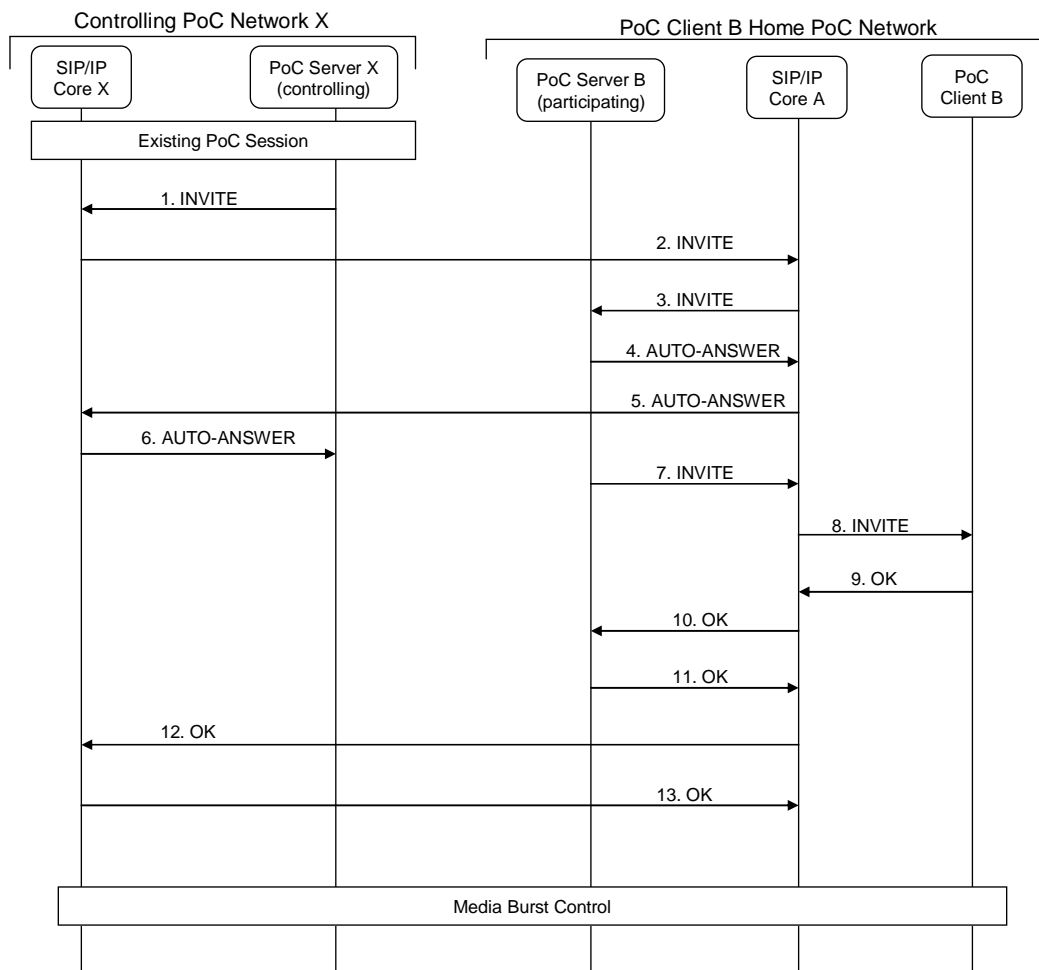 Controlling PoC Network X
PoC Client B Home PoC Network
SIP/IP
Core X
PoC Server X
(controlling)
PoC Server B
(participating)
SIP/IP
Core A
PoC
Client B
Existing PoC Session
1. INVITE
2. INVITE
3. INVITE
4. AUTO-ANSWER
5. AUTO-ANSWER
6. AUTO-ANSWER
7. INVITE
8. INVITE
9. OK
10. OK
11. OK
12. OK
13. OK
Media Burst Control